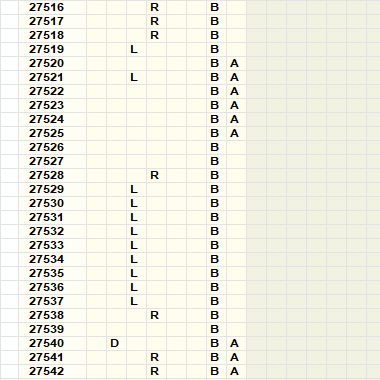 27516 R B
27517 R B
27518 R B
27519 L B
27520 B A
27521 L B A
27522 B A
27523 B A
27524 B A
27525 B A
27526 B
27527 B
27528 R B
27529 L B
27530 L B
27531 L B
27532 L B
27533 L B
27534 L B
27535 L B
27536 L B
27537 L B
27538 R B
27539 B
27540 D B A
27541 R B A
27542 R B A